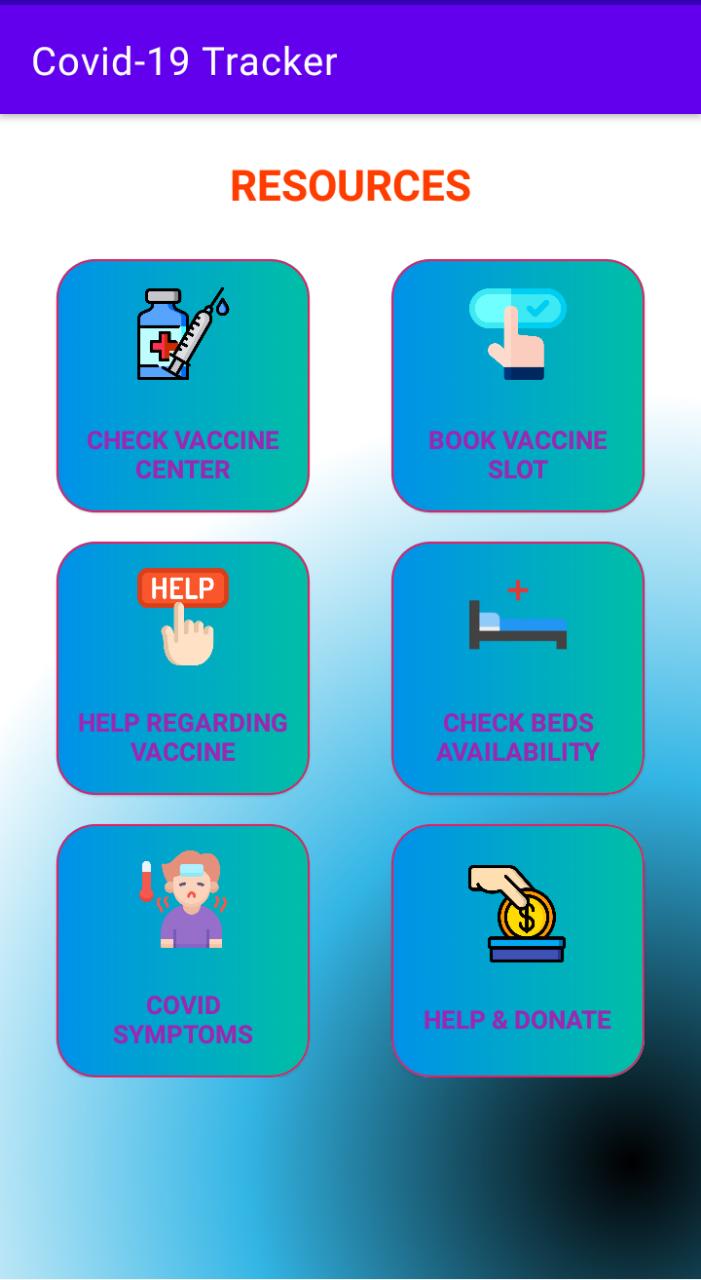 Covid-19 Tracker
RESOURCES
CHECK VACCINE
CENTER
BOOK VACCINE
SLOT
HELP
HELP REGARDING
VACCINE
CHECK BEDS
AVAILABILITY
COVID
SYMPTOMS
$
HELP & DONATE